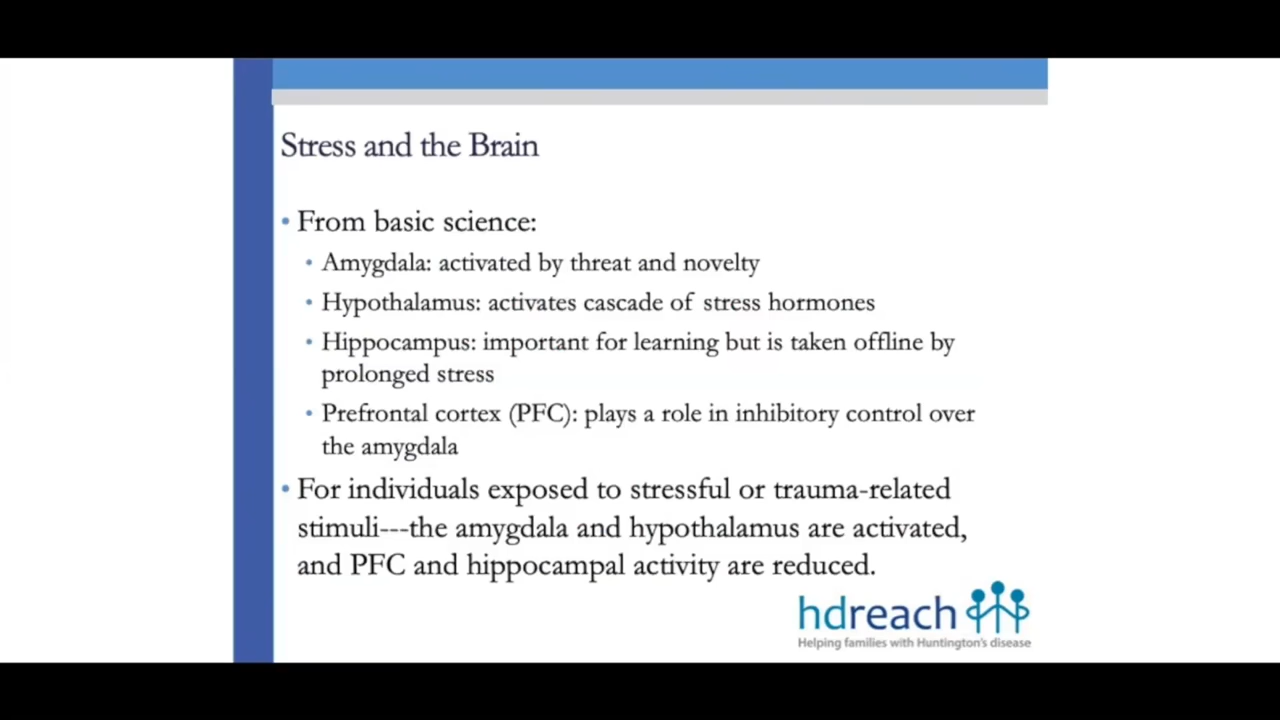 Stress and the Brain
• From basic science:
• Amygdala: activated by threat and novelty
• Hypothalamus: activates cascade of stress hormones
• Hippocampus: important for learning but is taken offline by
prolonged stress
• Prefrontal cortex (PFC): plays a role in inhibitory control over
the amygdala
• For individuals exposed to stressful or trauma-related
stimuli---the amygdala and hypothalamus are activated,
and PFC and hippocampal activity are reduced.
hdreach
Helping families with Huntington's disease